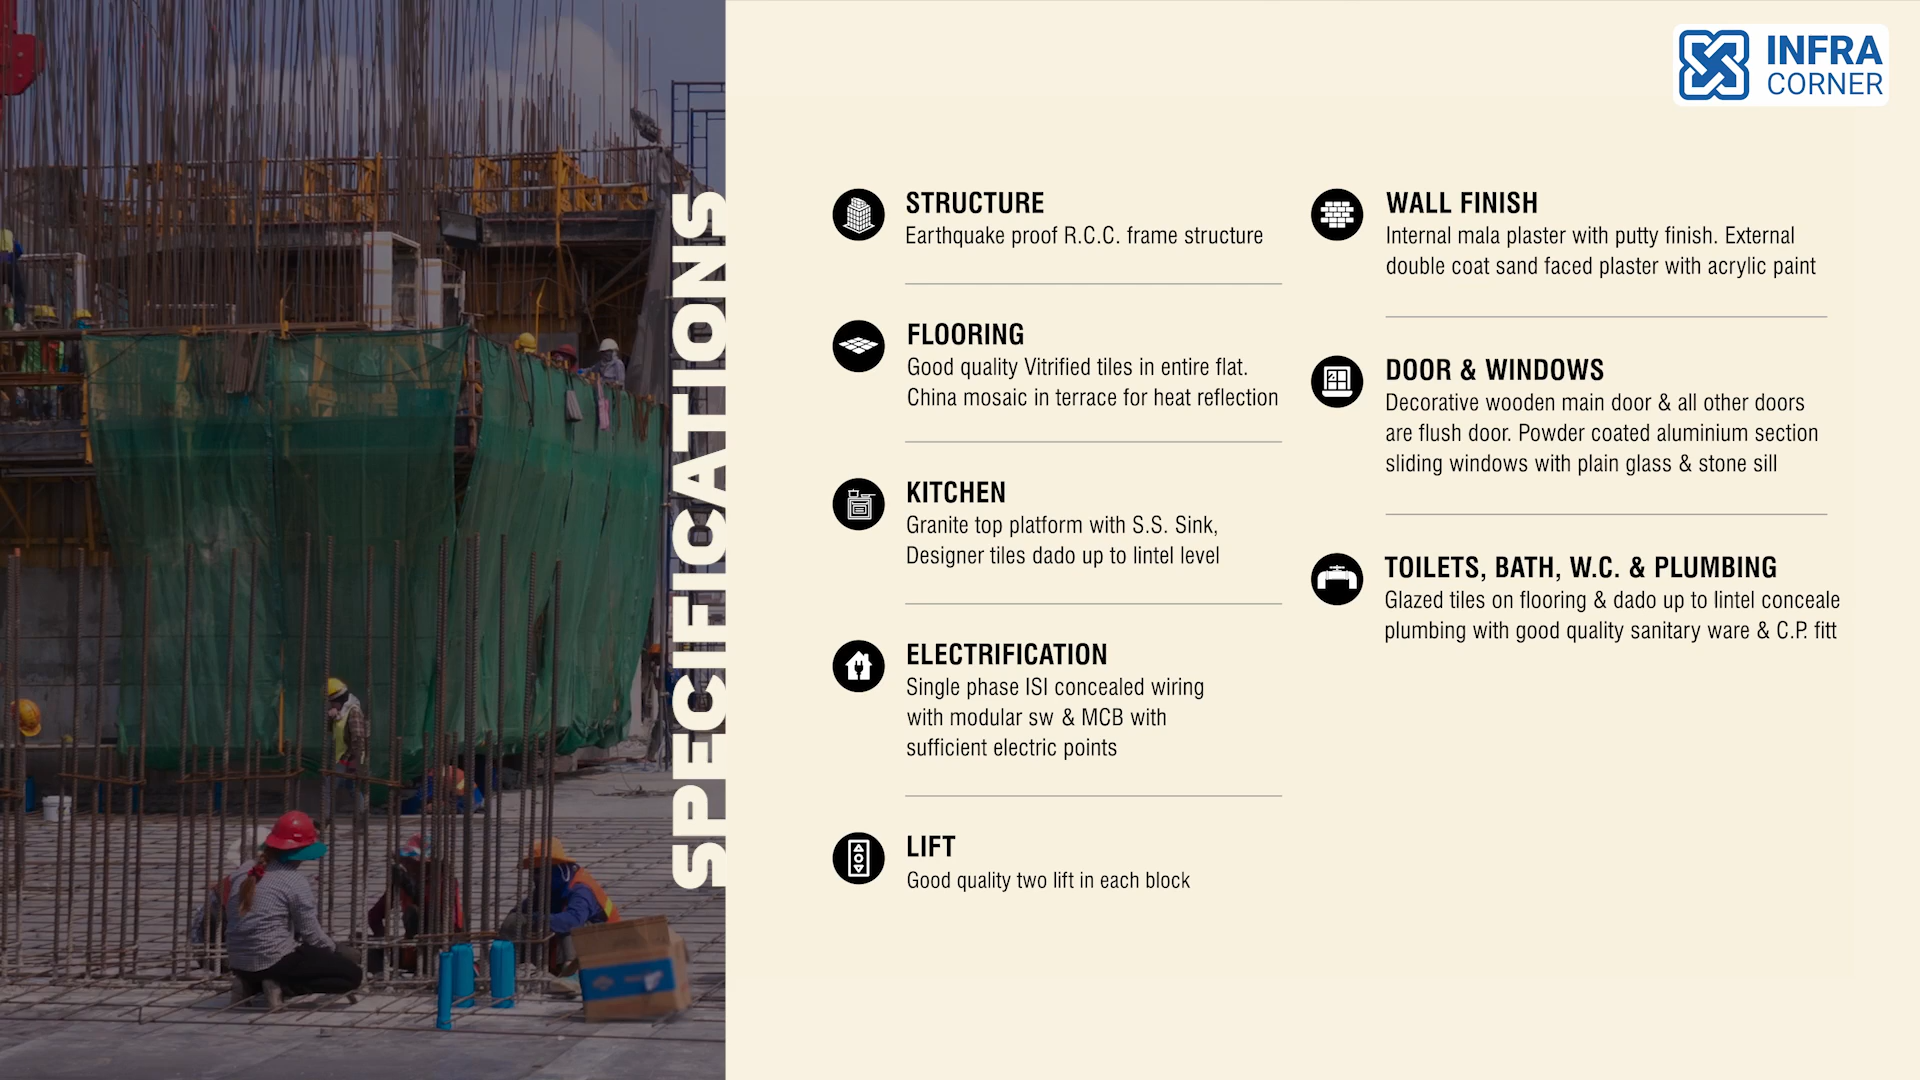 INFRA
CORNER
SPECIFICATIONS
STRUCTURE
Earthquake proof R.C.C. frame structure
FLOORING
Good quality Vitrified tiles in entire flat.
China mosaic in terrace for heat reflection
KITCHEN
Granite top platform with S.S. Sink,
Designer tiles dado up to lintel level
ELECTRIFICATION
Single phase ISI concealed wiring
with modular sw & MCB with
sufficient electric points
LIFT
Good quality two lift in each block
WALL FINISH
Internal mala plaster with putty finish. External
double coat sand faced plaster with acrylic paint
DOOR & WINDOWS
Decorative wooden main door & all other doors
are flush door. Powder coated aluminium section
sliding windows with plain glass & stone sill
TOILETS, BATH, W.C. & PLUMBING
Glazed tiles on flooring & dado up to lintel conceale
plumbing with good quality sanitary ware & C.P. fitt